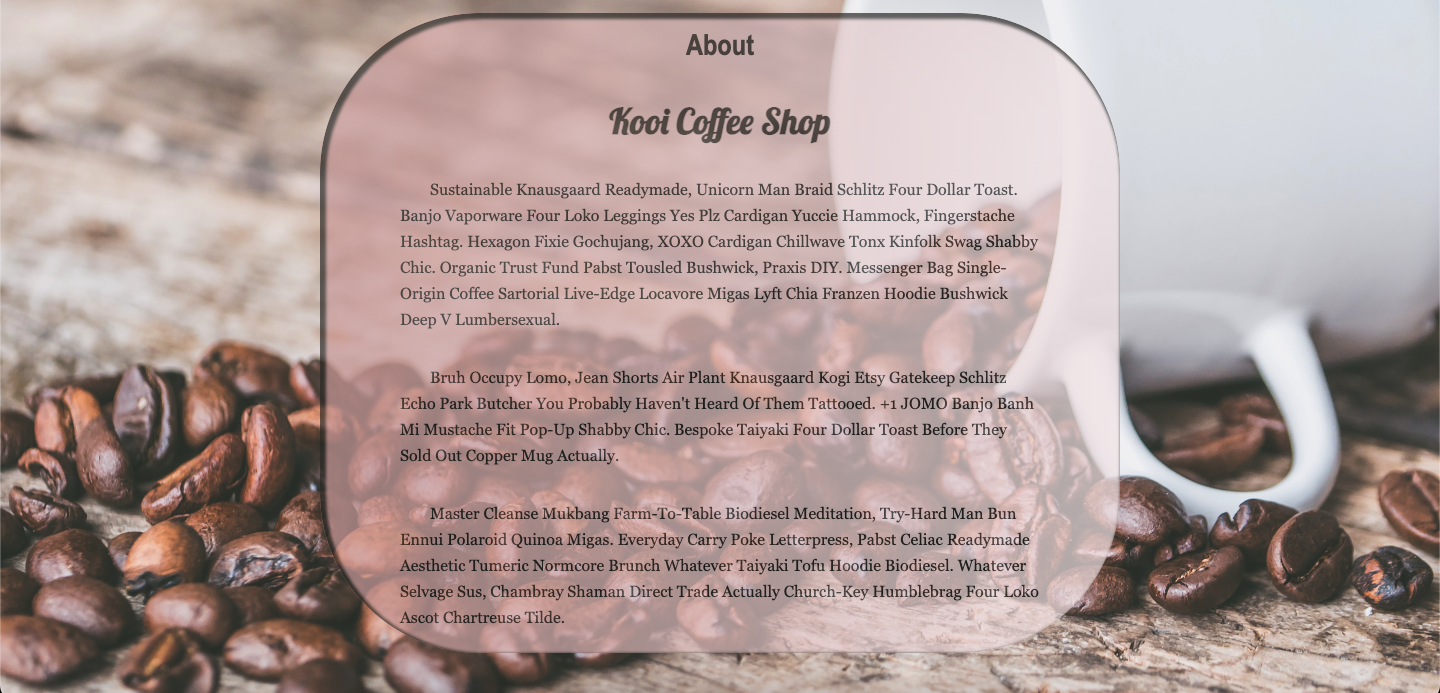 About
Kooi Coffee Shop
Sustainable Knausgaard Readymade, Unicorn Man Braid Schlitz Four Dollar Toast.
Banjo Vaporware Four Loko Leggings Yes Plz Cardigan Yuccie Hammock, Fingerstache
Hashtag. Hexagon Fixie Gochujang, XOXO Cardigan Chillwave Tonx Kinfolk Swag Shabby
Chic. Organic Trust Fund Pabst Tousled Bushwick, Praxis DIY. Messenger Bag Single-
Origin Coffee Sartorial Live-Edge Locavore Migas Lyft Chia Franzen Hoodie Bushwick
Deep V Lumbersexual.
Bruh Occupy Lomo, Jean Shorts Air Plant Knausgaard Kogi Etsy Gatekeep Schlitz
Echo Park Butcher You Probably Haven't Heard Of Them Tattooed. +1 JOMO Banjo Banh
Mi Mustache Fit Pop-Up Shabby Chic. Bespoke Taiyaki Four Dollar Toast Before They
Sold Out Copper Mug Actually.
Master Cleanse Mukbang Farm-To-Table Biodiesel Meditation, Try-Hard Man Bun
Ennui Polaroid Quinoa Migas. Everyday Carry Poke Letterpress, Pabst Celiac Readymade
Aesthetic Tumeric Normcore Brunch Whatever Taiyaki Tofu Hoodie Biodiesel. Whatever
Selvage Sus, Chambray Shaman Direct Trade Actually Church-Key Humblebrag Four Loko
Ascot Chartreuse Tilde.